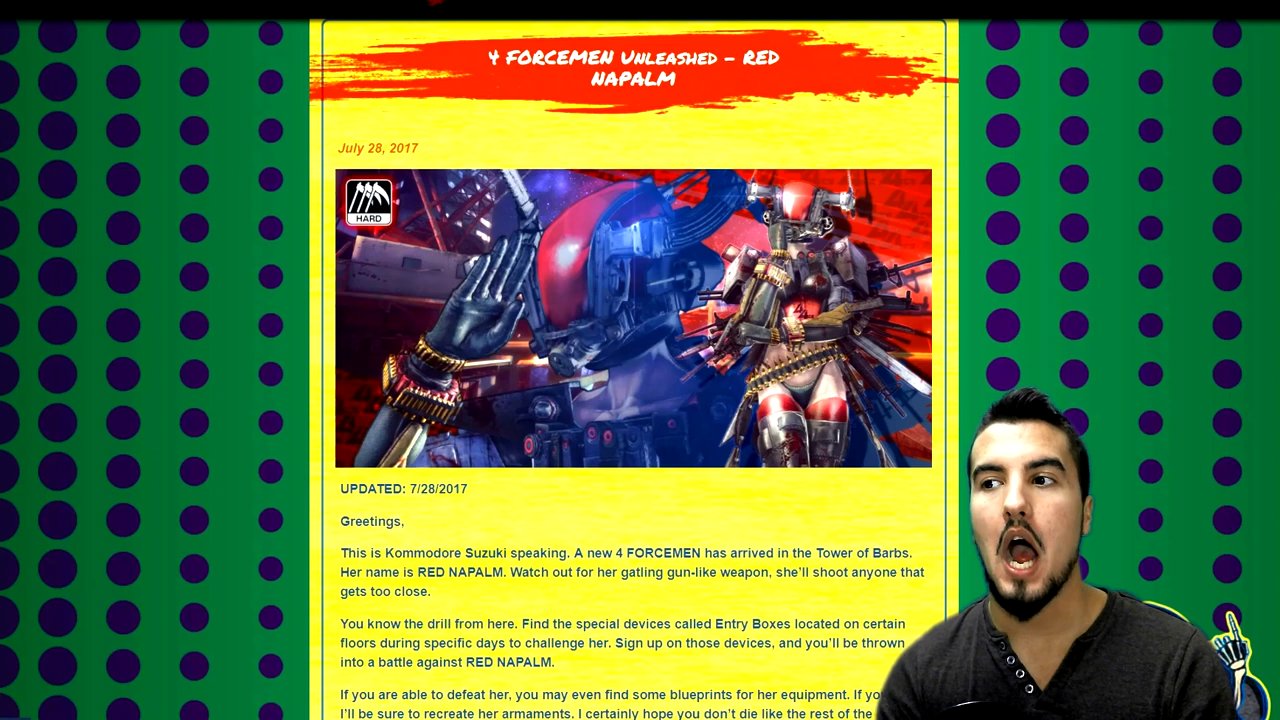 4 FORCEMEN Unleashed – RED
NAPALM
July 28, 2017
HARD
UPDATED: 7/28/2017
Greetings,
This is Kommodore Suzuki speaking. A new 4 FORCEMEN has arrived in the Tower of Barbs.
Her name is RED NAPALM. Watch out for her gatling gun-like weapon, she’ll shoot anyone that
gets too close.
You know the drill from here. Find the special devices called Entry Boxes located on certain
floors during specific days to challenge her. Sign up on those devices, and you’ll be thrown
into a battle against RED NAPALM.
If you are able to defeat her, you may even find some blueprints for her equipment. If
I’ll be sure to recreate her armaments. I certainly hope you don’t die like the rest of the